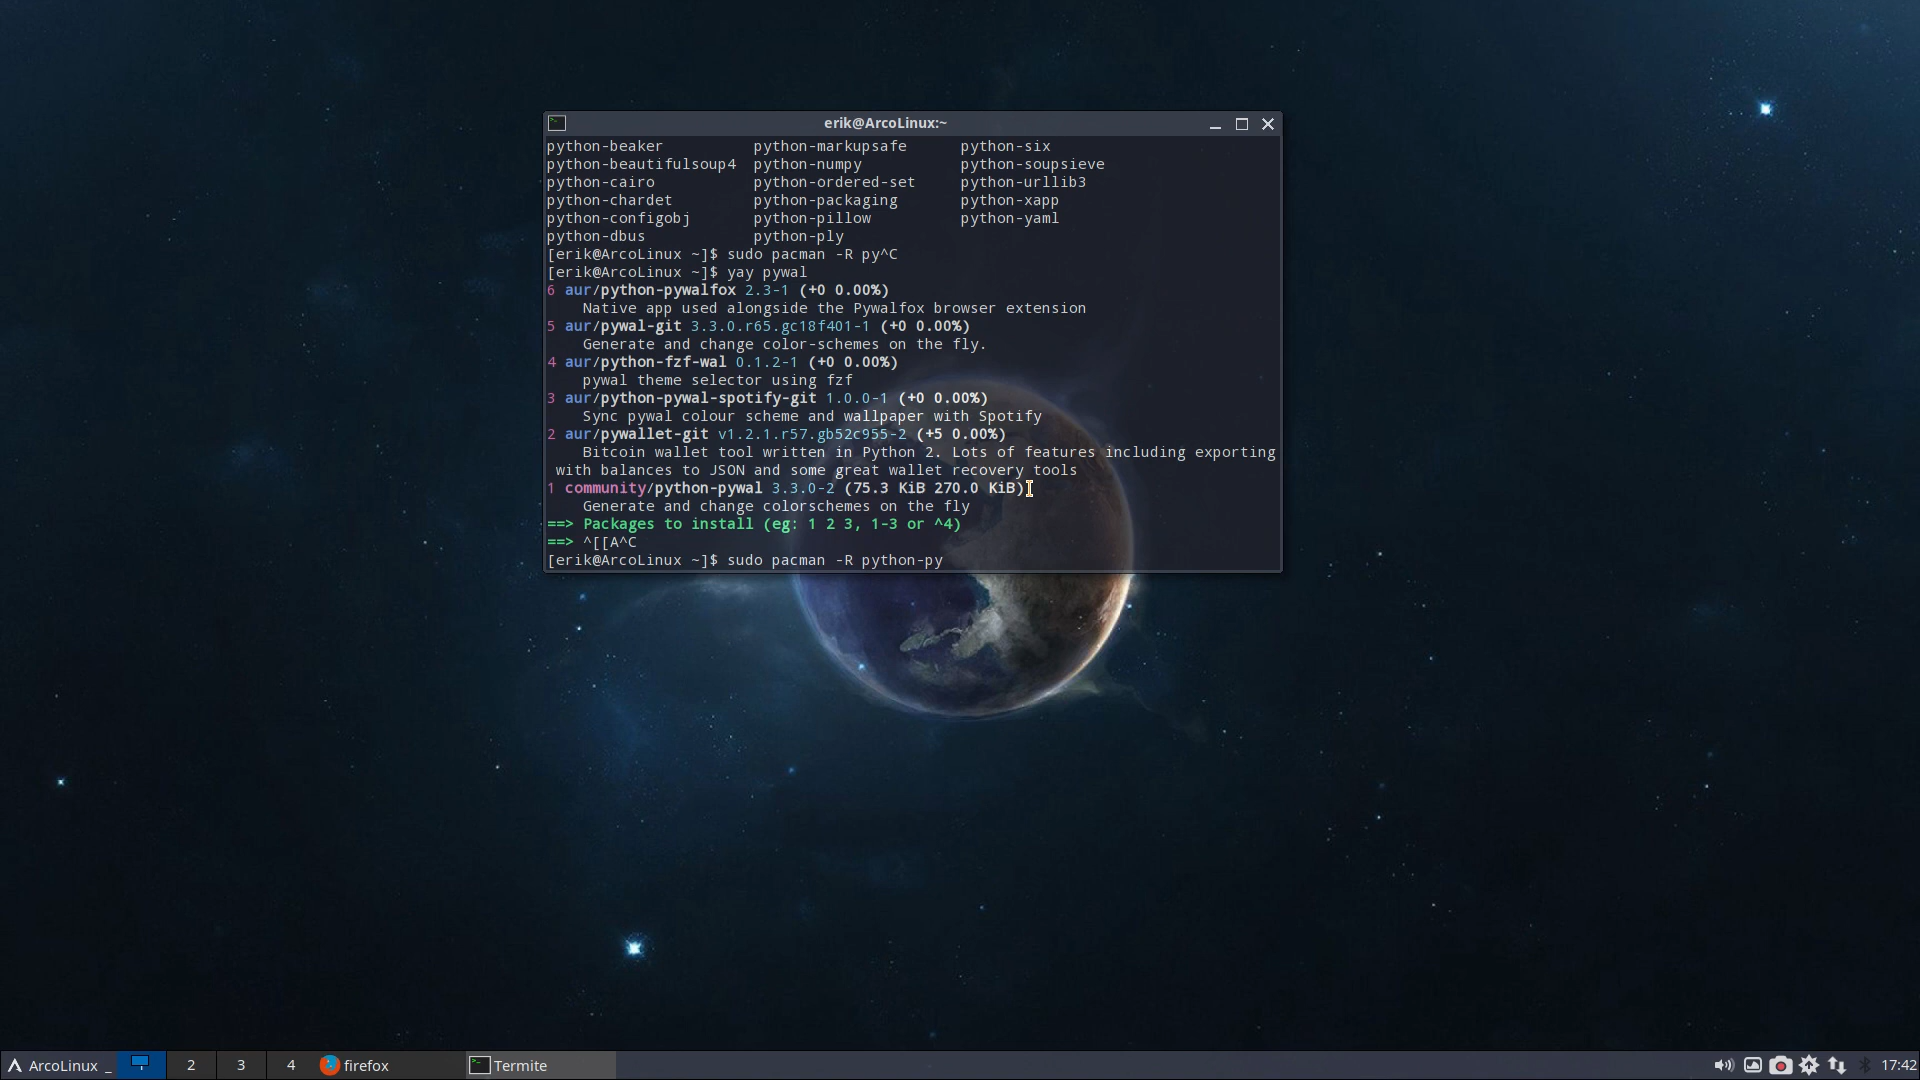 erik@ArcoLinux:~
python-beaker python-markupsafe python-six
python-beautifulsoup4 python-numpy python-soupsieve
python-cairo python-ordered-set python-urllib3
python-chardet python-packaging python-xapp
python-configobj python-pillow python-yaml
python-dbus python-ply
[erik@ArcoLinux ~]$ sudo pacman -R py^C
[erik@ArcoLinux ~]$ yay pywal
6 aur/python-pywalfox 2.3-1 (+0 0.00%)
Native app used alongside the Pywalfox browser extension
5 aur/pywal-git 3.3.0.r65.gc18f401-1 (+0 0.00%)
Generate and change color-schemes on the fly.
4 aur/python-fzf-wal 0.1.2-1 (+0 0.00%)
pywal theme selector using fzf
3 aur/python-pywal-spotify-git 1.0.0-1 (+0 0.00%)
Sync pywal colour scheme and wallpaper with Spotify
2 aur/pywallet-git v1.2.1.r57.gb52c955-2 (+5 0.00%)
Bitcoin wallet tool written in Python 2. Lots of features including exporting
with balances to JSON and some great wallet recovery tools
1 community/python-pywal 3.3.0-2 (75.3 KiB 270.0 KiB)
Generate and change colorschemes on the fly
==> Packages to install (eg: 1 2 3, 1-3 or ^4)
==> ^[[A^C
[erik@ArcoLinux ~]$ sudo pacman -R python-py
ArcoLinux _ 2 3 4 firefox Termite 17:42